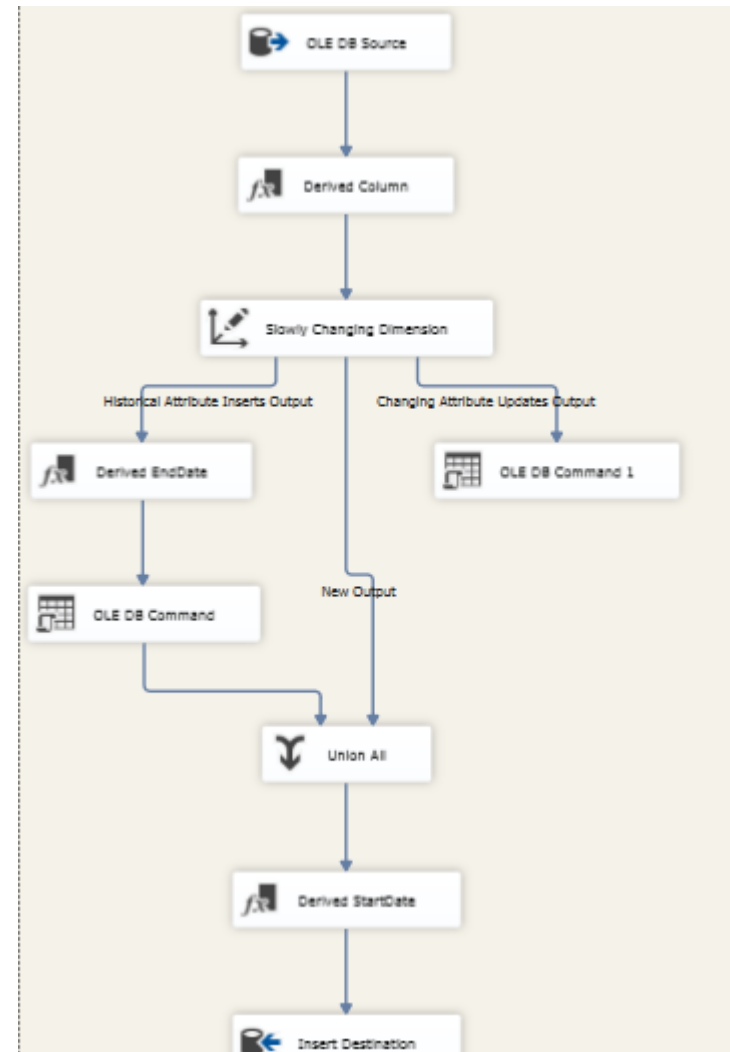 OLE DB Source
Derived Column
Slowly Changing Dimension
Historical Attribute Inserts Output
Changing Attribute Updates Output
Derived EndDate
OLE DB Command 1
New Output
OLE DB Command
Union All
Derived StartDate
Insert Destination